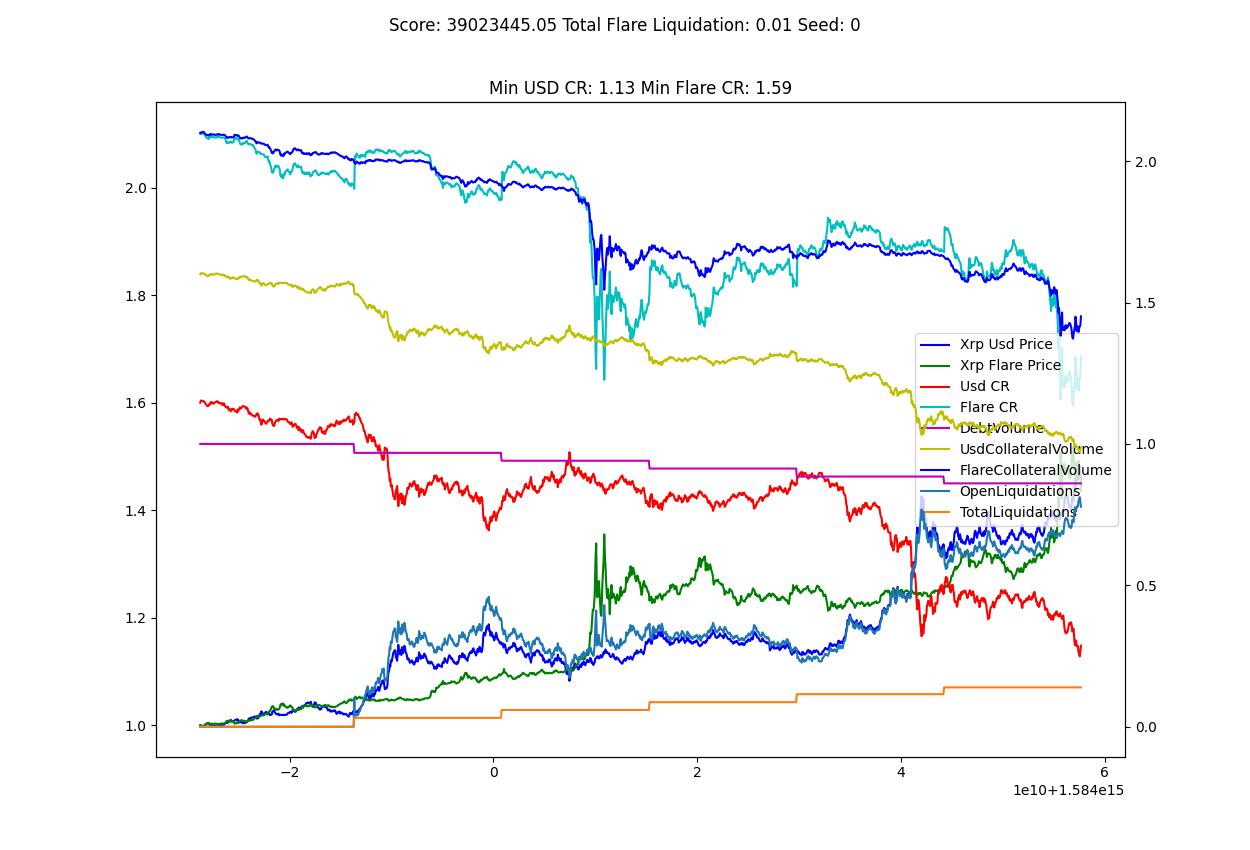 Score: 39023445.05 Total Flare Liquidation: 0.01 Seed: 0
Min USD CR: 1.13 Min Flare CR: 1.59
2.0
1.8
1.6
1.4
1.2
1.0
2.0
1.5
1.0
0.5
0.0
Xrp Usd Price
Xrp Flare Price
Usd CR
Flare CR
DebtVolume
UsdCollateralVolume
FlareCollateralVolume
OpenLiquidations
TotalLiquidations
−2 0 2 4 6
1e10+1.584e15